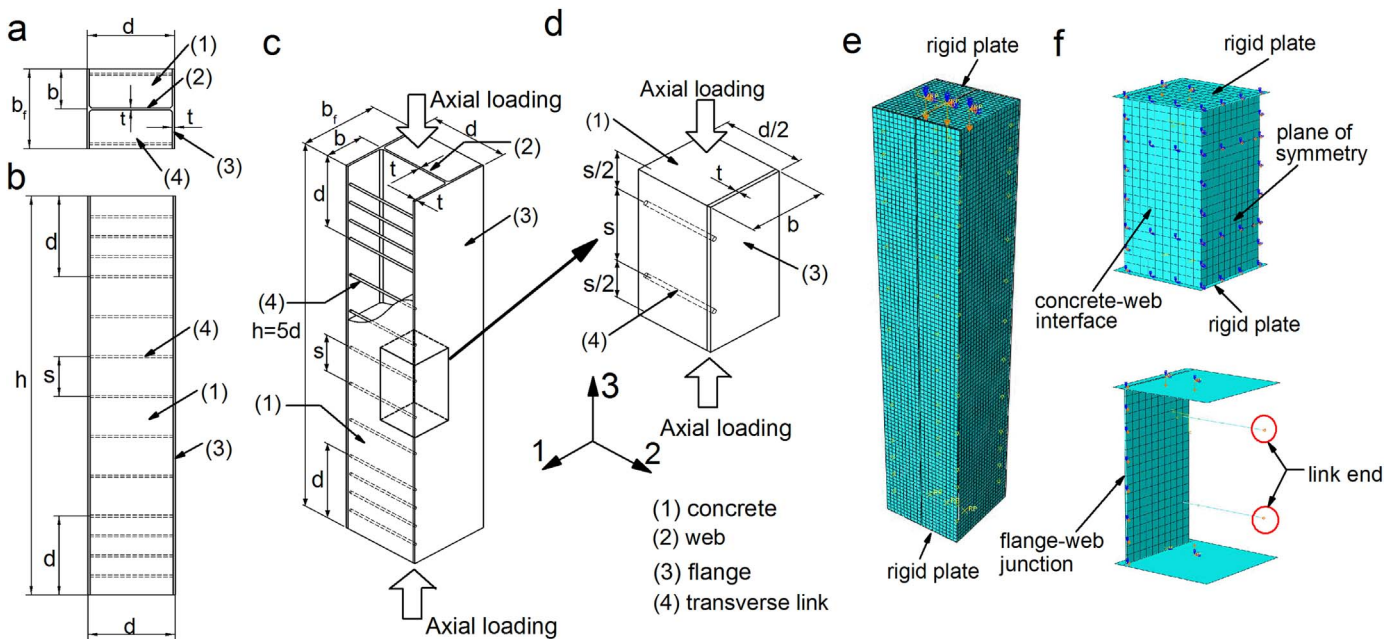 a
d
(1)
(2)
b_f
b
t
t
(3)
(4)
b
d
(4)
s
h
(1)
(3)
d
d
c
Axial loading
b_f
d
b
(2)
t
d
t
(3)
(4)
h=5d
s
(1)
d
Axial loading
d
Axial loading
(1)
d/2
s/2
t
s
b
(3)
s/2
(4)
Axial loading
3
1
2
(1) concrete
(2) web
(3) flange
(4) transverse link
e
rigid plate
rigid plate
f
rigid plate
plane of
symmetry
concrete-web
interface
rigid plate
link end
flange-web
junction